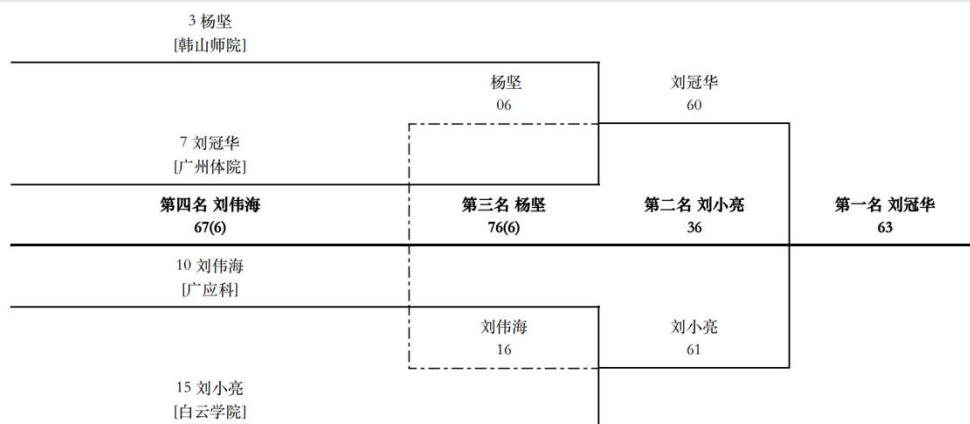 3 杨坚
[韩山师院]
杨坚
06
刘冠华
60
7 刘冠华
[广州体院]
第四名 刘伟海
67(6)
第三名 杨坚
76(6)
第二名 刘小亮
36
第一名 刘冠华
63
10 刘伟海
[广应科]
刘伟海
16
刘小亮
61
15 刘小亮
[白云学院]